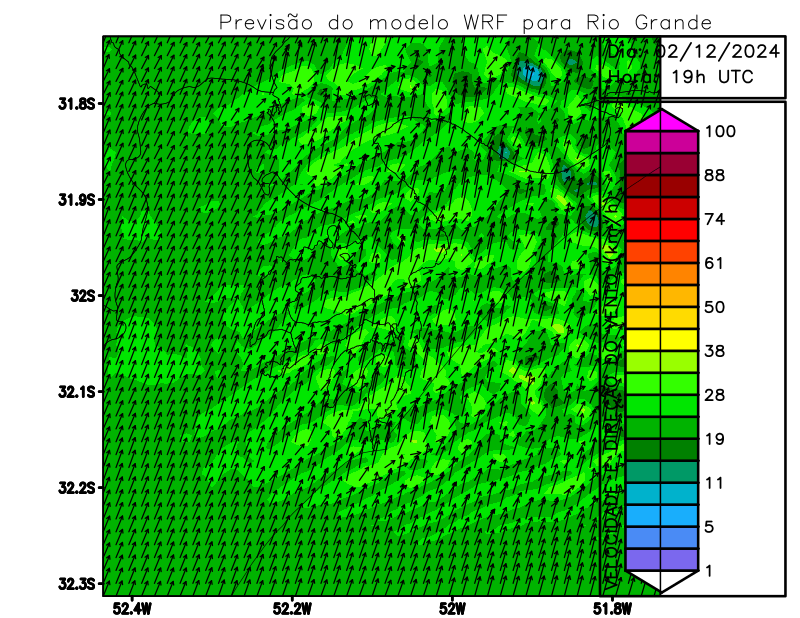 Previsão do modelo WRF para Rio Grande
Dia: 02/12/2024
Hora: 19h UTC
31.8S
31.9S
32S
32.1S
32.2S
32.3S
52.4W
52.2W
52W
51.8W
VELOCIDADE E DIREÇÃO DO VENTO (km/h)
100
88
74
61
50
38
28
19
11
5
1